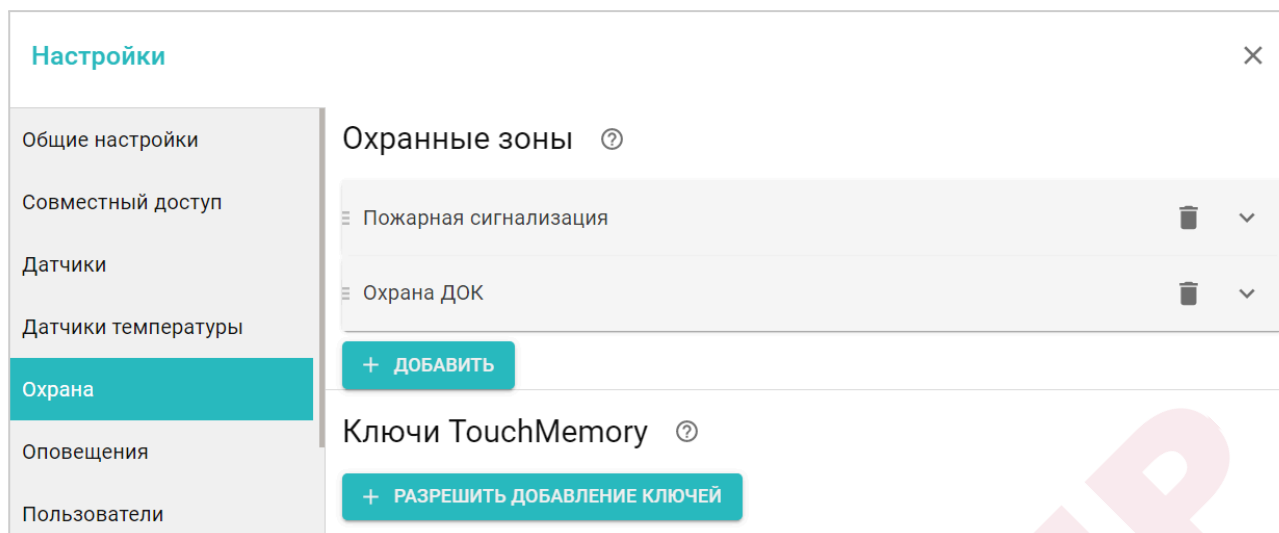 Настройки
Общие настройки
Совместный доступ
Датчики
Датчики температуры
Охрана
Оповещения
Пользователи
Охранные зоны
Пожарная сигнализация
Охрана ДОК
+ ДОБАВИТЬ
Ключи TouchMemory
+ РАЗРЕШИТЬ ДОБАВЛЕНИЕ КЛЮЧЕЙ